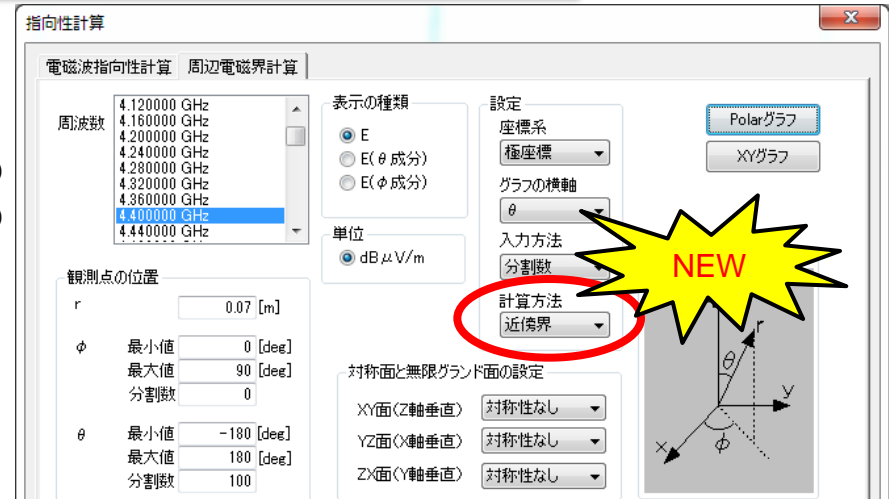 指向性計算
電磁波指向性計算 周辺電磁界計算
周波数
4.120000 GHz
4.160000 GHz
4.200000 GHz
4.240000 GHz
4.280000 GHz
4.320000 GHz
4.360000 GHz
4.400000 GHz
4.440000 GHz
表示の種類
E
E(θ成分)
E(φ成分)
単位
dBμV/m
設定
座標系
極座標
グラフの横軸
θ
入力方法
分割数
計算方法
近傍界
Polarグラフ
XYグラフ
NEW
観測点の位置
r 0.07 [m]
φ 最小値 0 [deg]
最大値 90 [deg]
分割数 0
θ 最小値 -180 [deg]
最大値 180 [deg]
分割数 100
対称面と無限グランド面の設定
XY面(Z軸垂直) 対称性なし
YZ面(X軸垂直) 対称性なし
ZX面(Y軸垂直) 対称性なし
r
θ
y
x
φ